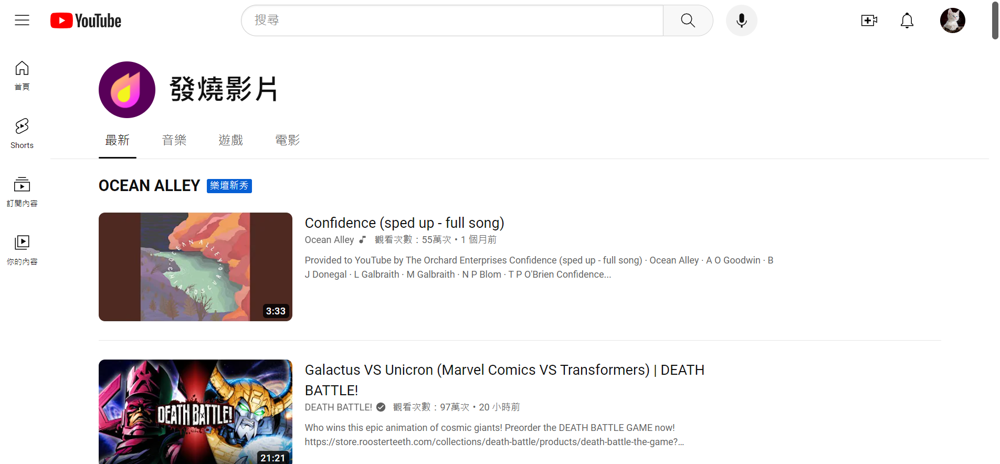 YouTube
搜尋
首頁
Shorts
訂閱內容
你的內容
發燒影片
最新 音樂 遊戲 電影
OCEAN ALLEY 樂壇新秀
OCEAN ALLEY · CHIAROSCURO ·
3:33
Confidence (sped up - full song)
Ocean Alley 觀看次數：55萬次 • 1 個月前
Provided to YouTube by The Orchard Enterprises Confidence (sped up - full song) · Ocean Alley · A O Goodwin · B
J Donegal · L Galbraith · M Galbraith · N P Blom · T P O'Brien Confidence...
DEATH BATTLE!
21:21
Galactus VS Unicron (Marvel Comics VS Transformers) | DEATH
BATTLE!
DEATH BATTLE! 觀看次數：97萬次 • 20 小時前
Who wins this epic animation of cosmic giants! Preorder the DEATH BATTLE GAME now!
https://store.roosterteeth.com/collections/death-battle/products/death-battle-the-game?...